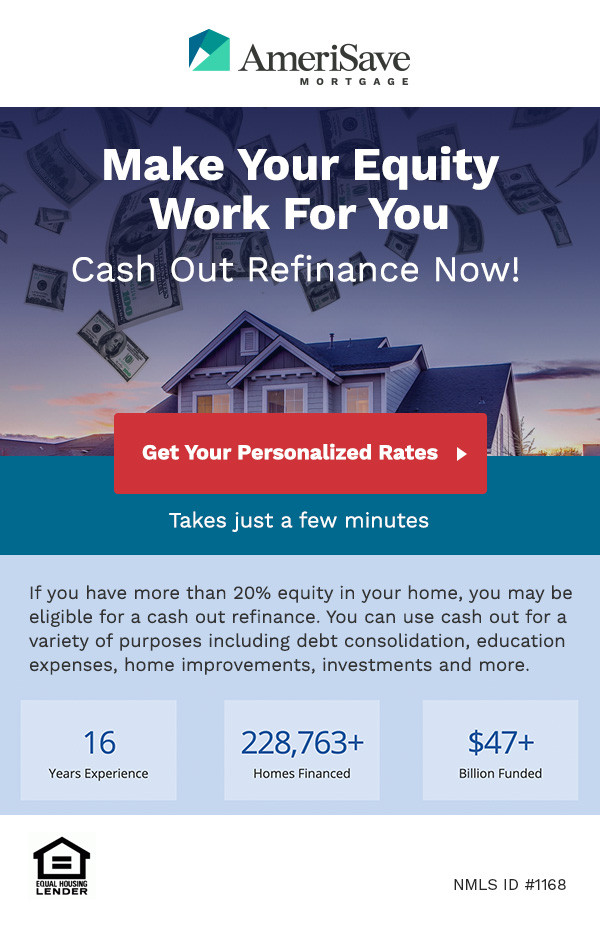 AmeriSave
MORTGAGE
Make Your Equity
Work For You
Cash Out Refinance Now!
Get Your Personalized Rates
Takes just a few minutes
If you have more than 20% equity in your home, you may be
eligible for a cash out refinance. You can use cash out for a
variety of purposes including debt consolidation, education
expenses, home improvements, investments and more.
16
Years Experience
228,763+
Homes Financed
$47+
Billion Funded
EQUAL HOUSING
LENDER
NMLS ID #1168